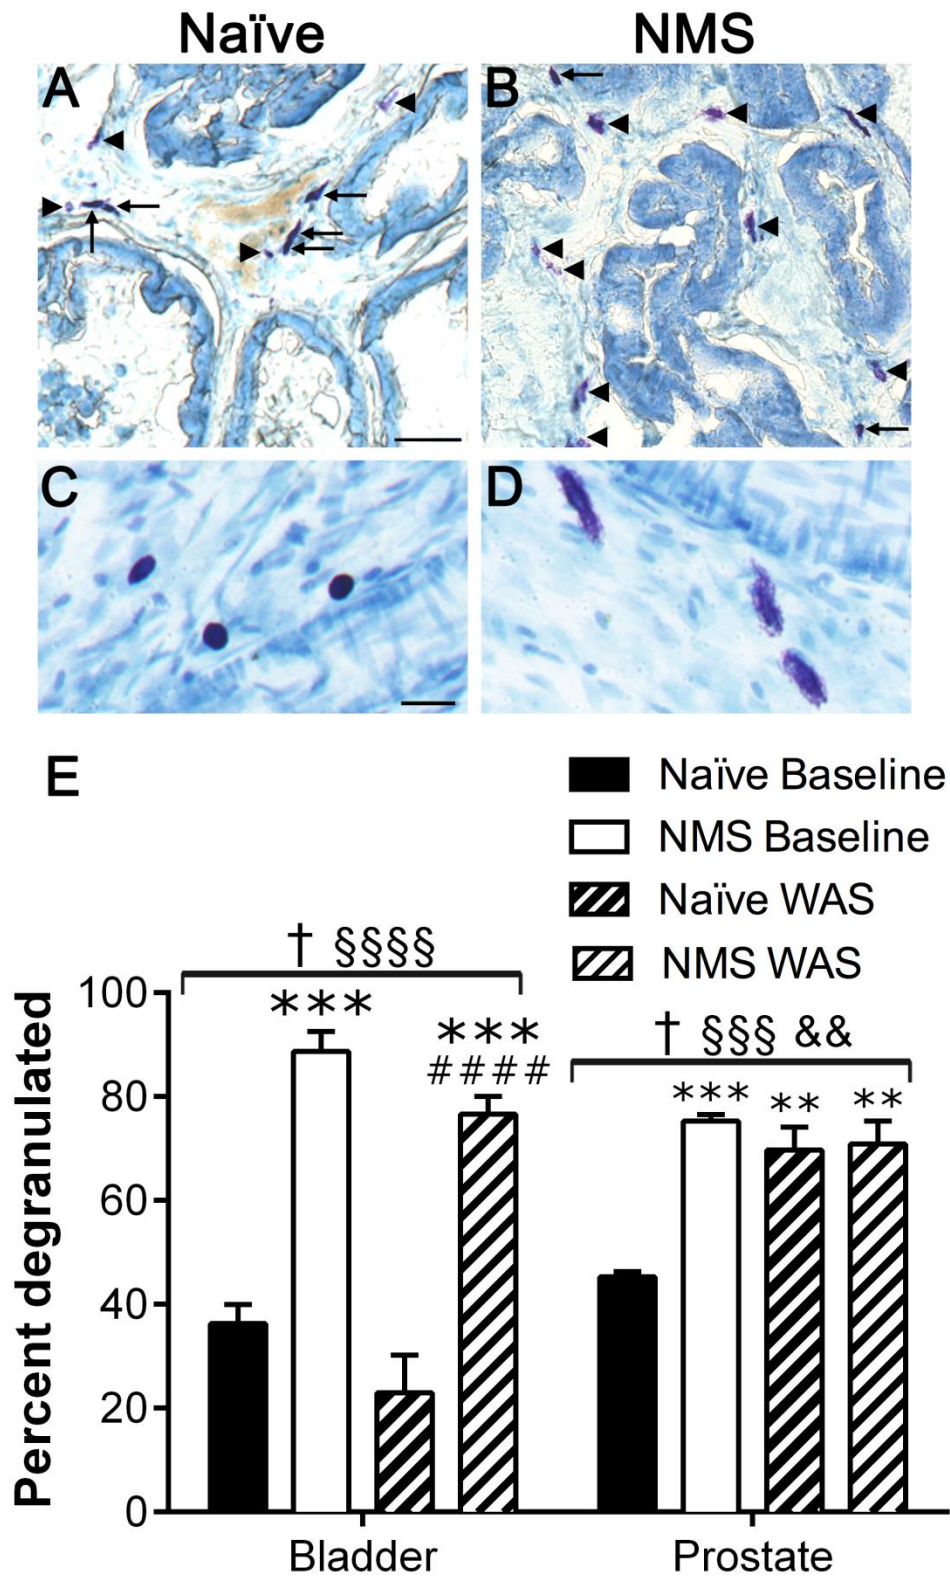 Naïve NMS
A B
C D
E
Naïve Baseline
NMS Baseline
Naïve WAS
NMS WAS
† §§§§
100
***
***
####
† §§§ &&
***
**
**
80
60
40
20
0
Percent degranulated
Bladder Prostate